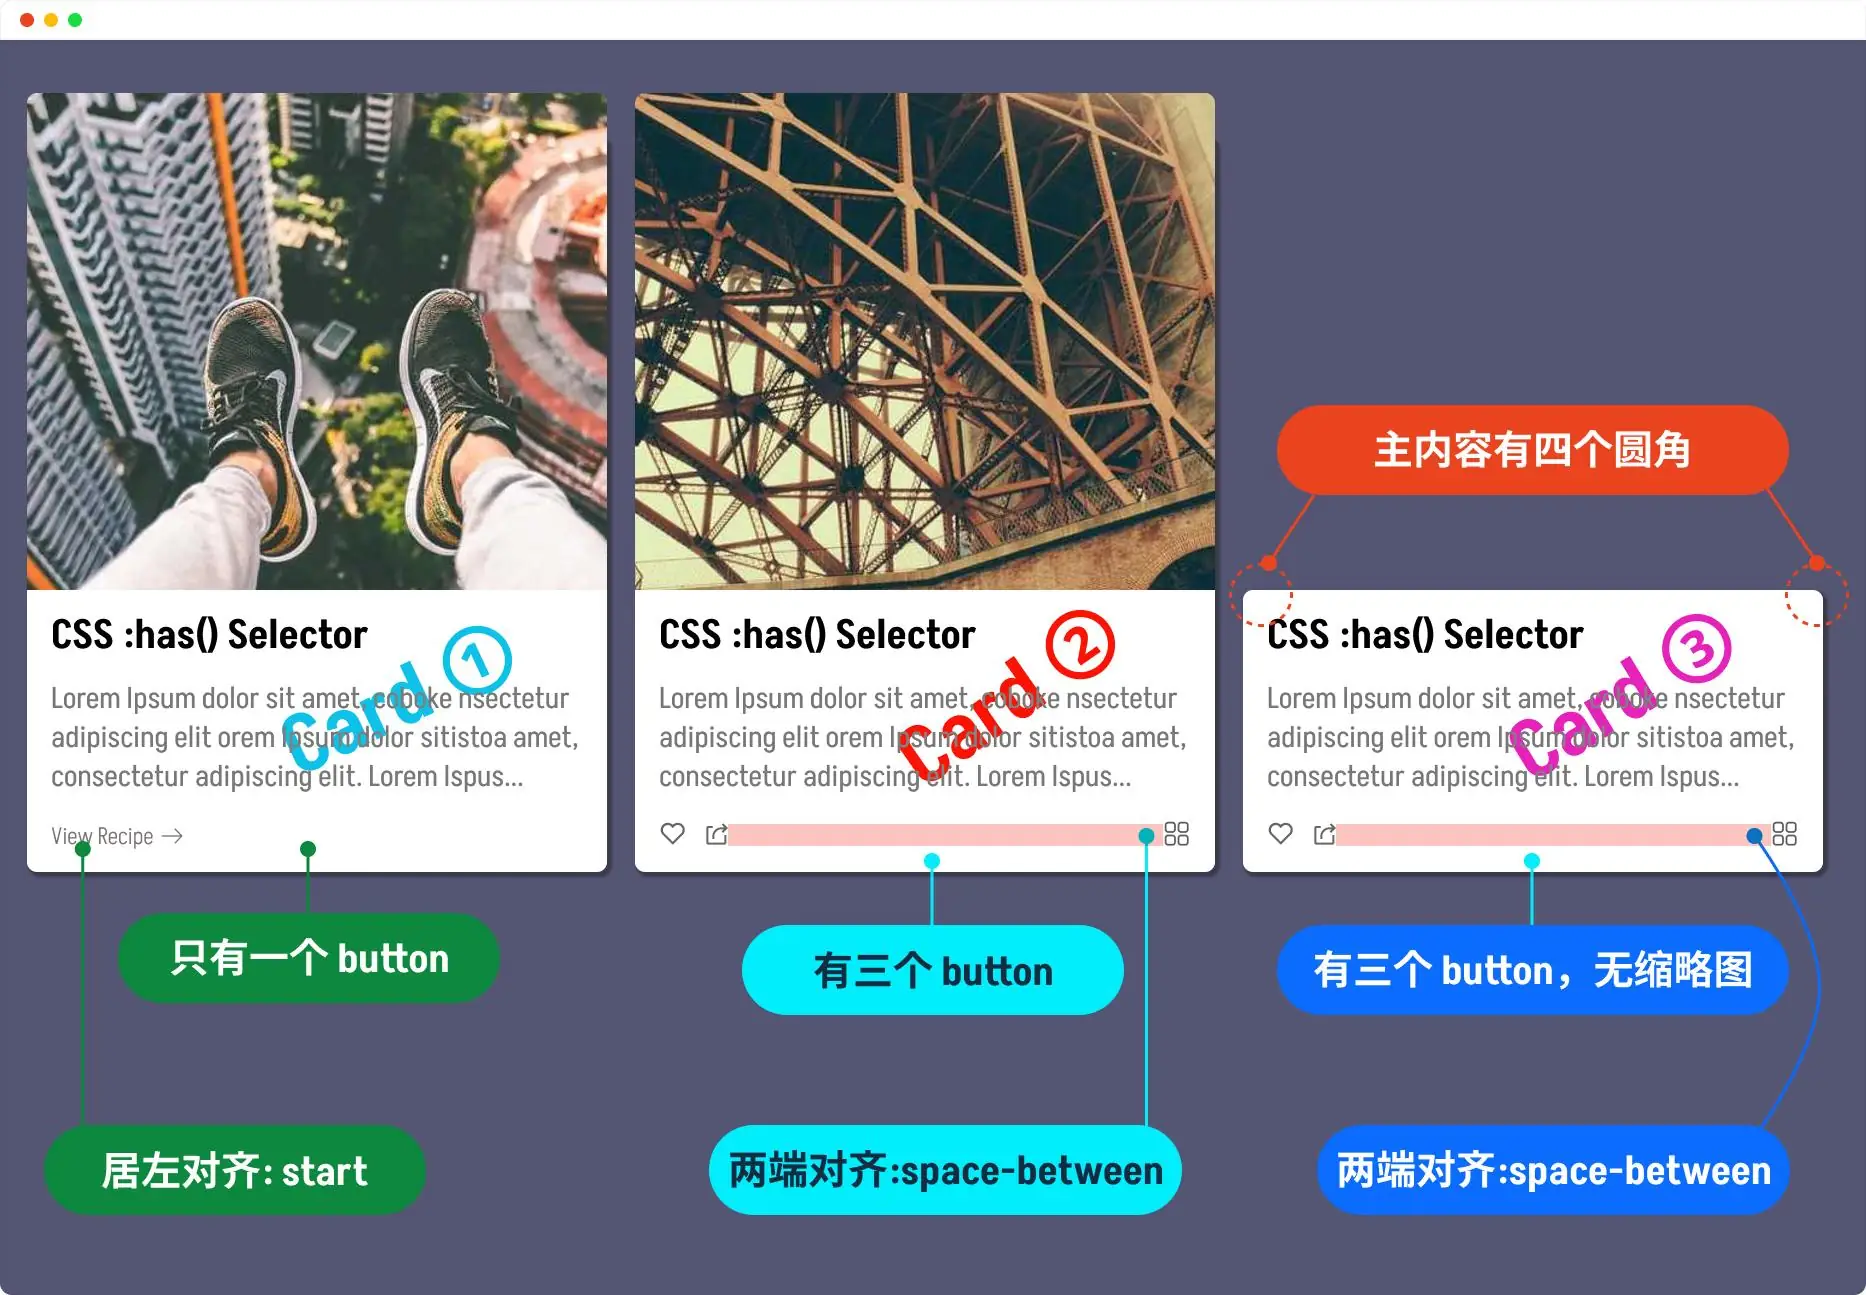 主内容有四个圆角
CSS :has() Selector
Card ①
Lorem Ipsum dolor sit amet, coboke nsectetur
adipiscing elit orem Ipsum dolor sitistoa amet,
consectetur adipiscing elit. Lorem Ispus...
View Recipe
只有一个 button
居左对齐: start
CSS :has() Selector
Card ②
Lorem Ipsum dolor sit amet, coboke nsectetur
adipiscing elit orem Ipsum dolor sitistoa amet,
consectetur adipiscing elit. Lorem Ispus...
有三个 button
两端对齐:space-between
CSS :has() Selector
Card ③
Lorem Ipsum dolor sit amet, coboke nsectetur
adipiscing elit orem Ipsum dolor sitistoa amet,
consectetur adipiscing elit. Lorem Ispus...
有三个 button，无缩略图
两端对齐:space-between